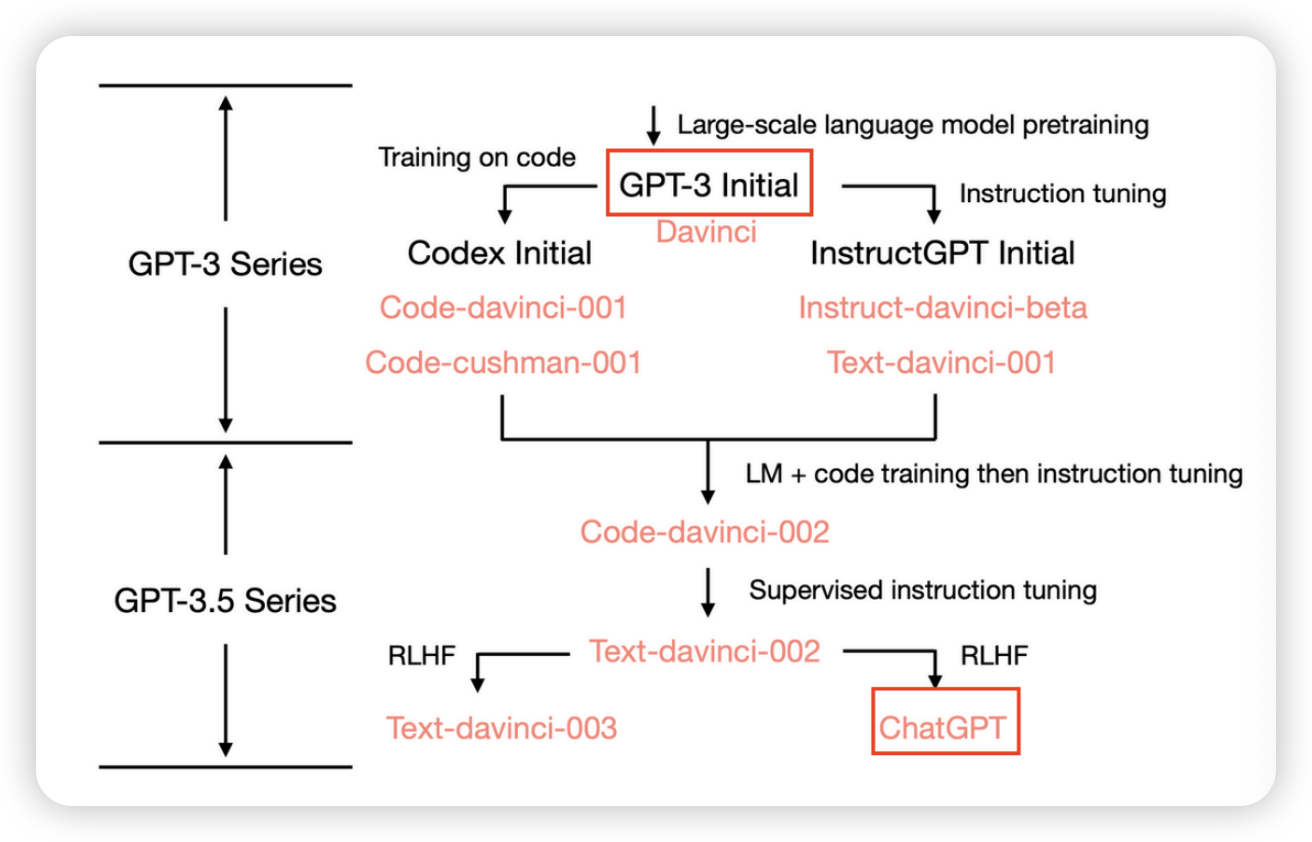 Large-scale language model pretraining
Training on code
GPT-3 Initial
Instruction tuning
Davinci
Codex Initial
InstructGPT Initial
GPT-3 Series
Code-davinci-001
Instruct-davinci-beta
Code-cushman-001
Text-davinci-001
LM + code training then instruction tuning
Code-davinci-002
GPT-3.5 Series
Supervised instruction tuning
RLHF
Text-davinci-002
RLHF
Text-davinci-003
ChatGPT